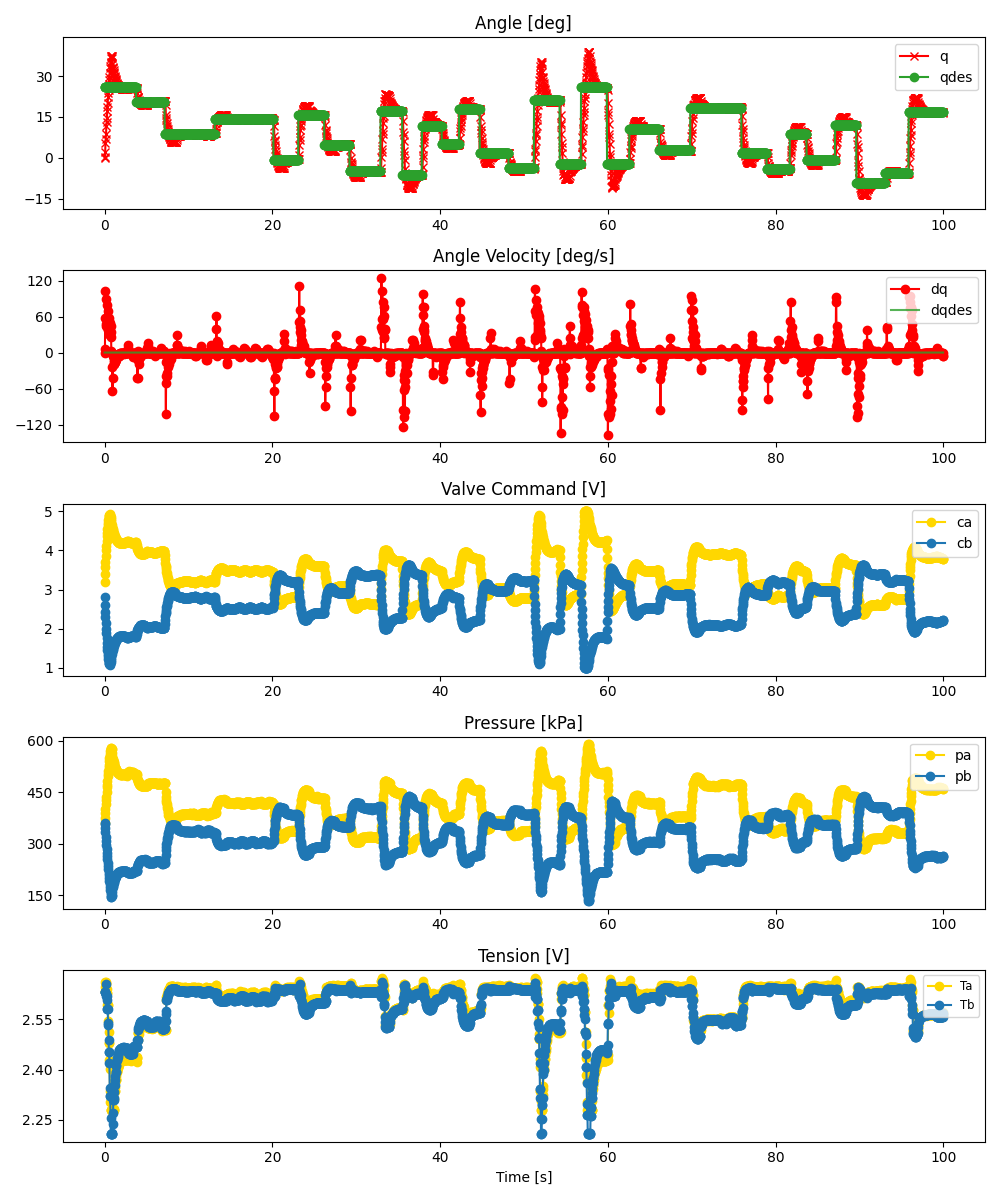 Angle [deg]
30
15
0
−15
q
qdes
0 20 40 60 80 100
Angle Velocity [deg/s]
120
60
0
−60
−120
dq
dqdes
0 20 40 60 80 100
Valve Command [V]
5
4
3
2
1
ca
cb
0 20 40 60 80 100
Pressure [kPa]
600
450
300
150
pa
pb
0 20 40 60 80 100
Tension [V]
2.55
2.40
2.25
Ta
Tb
0 20 40 60 80 100
Time [s]